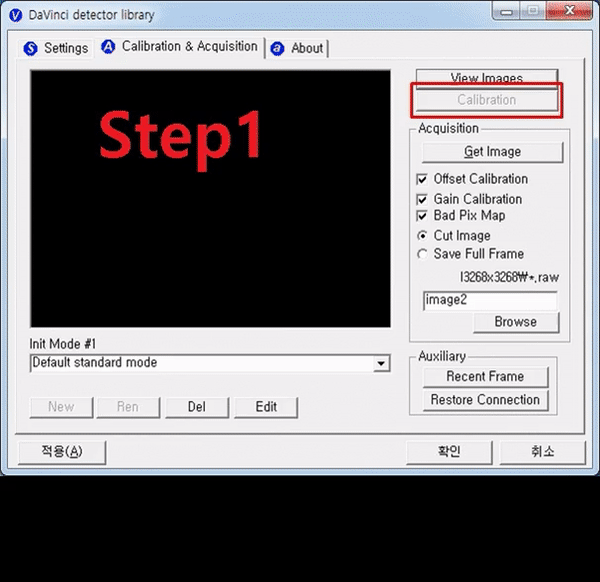 DaVinci detector library
Settings
Calibration & Acquisition
About
Step1
View Images
Calibration
Acquisition
Get Image
Offset Calibration
Gain Calibration
Bad Pix Map
Cut Image
Save Full Frame
I3268x3268₩*.raw
image2
Browse
Init Mode #1
Default standard mode
New
Ren
Del
Edit
Auxiliary
Recent Frame
Restore Connection
적용(A)
확인
취소